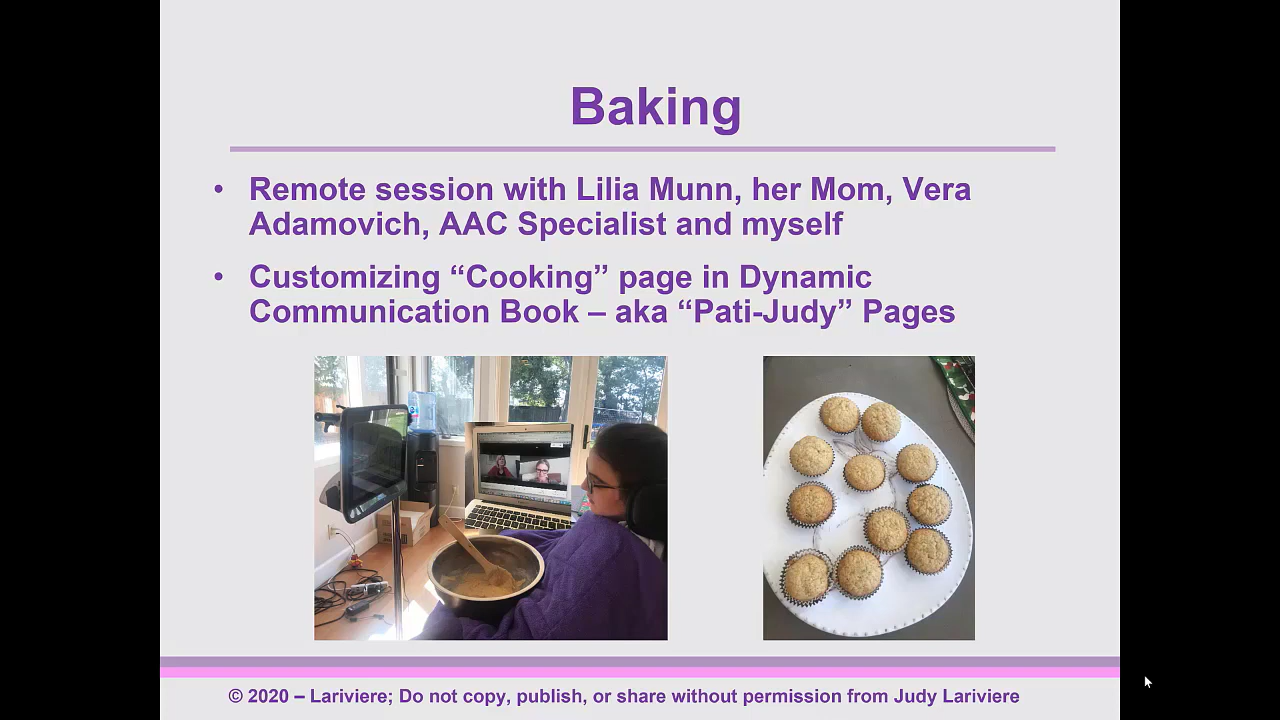 Baking
• Remote session with Lilia Munn, her Mom, Vera
Adamovich, AAC Specialist and myself
• Customizing “Cooking” page in Dynamic
Communication Book – aka “Pati-Judy” Pages
© 2020 – Lariviere; Do not copy, publish, or share without permission from Judy Lariviere